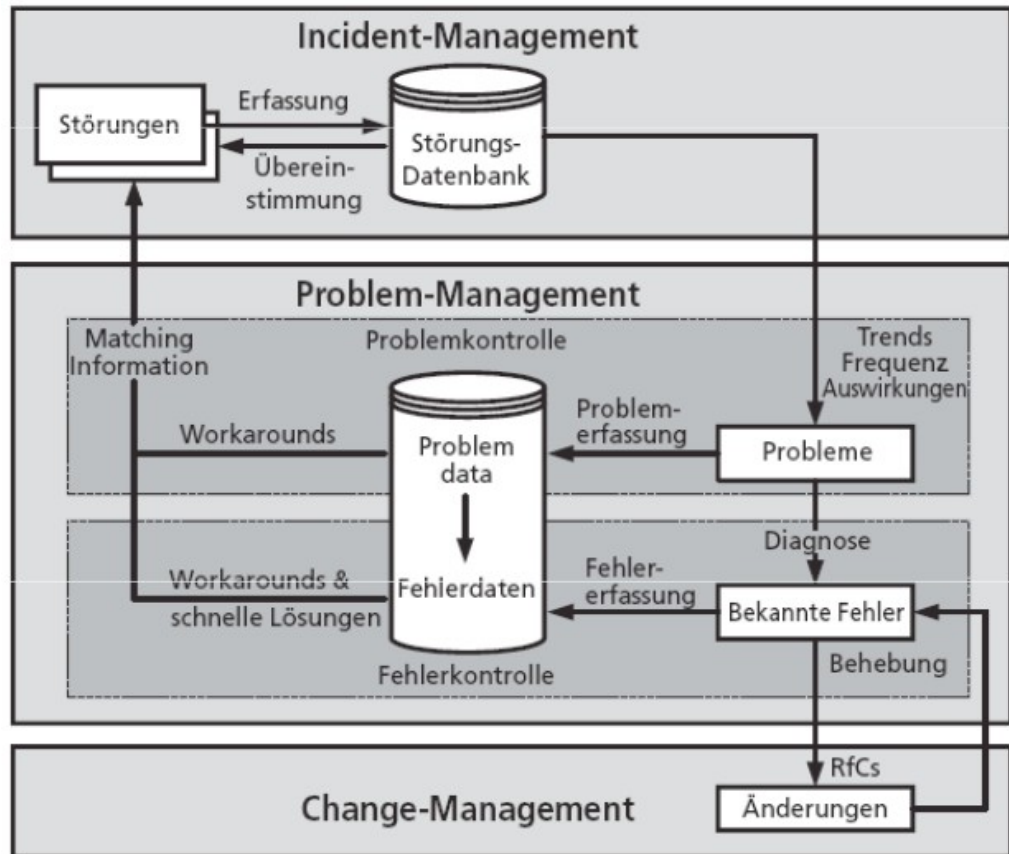 Incident-Management
Störungen
Erfassung
Überein-
stimmung
Störungs-
Datenbank
Problem-Management
Matching
Information
Problemkontrolle
Trends
Frequenz
Auswirkungen
Workarounds
Problem
data
Problem-
erfassung
Probleme
Diagnose
Workarounds &
schnelle Lösungen
Fehlerdaten
Fehler-
erfassung
Bekannte Fehler
Fehlerkontrolle
Behebung
RfCs
Change-Management
Änderungen